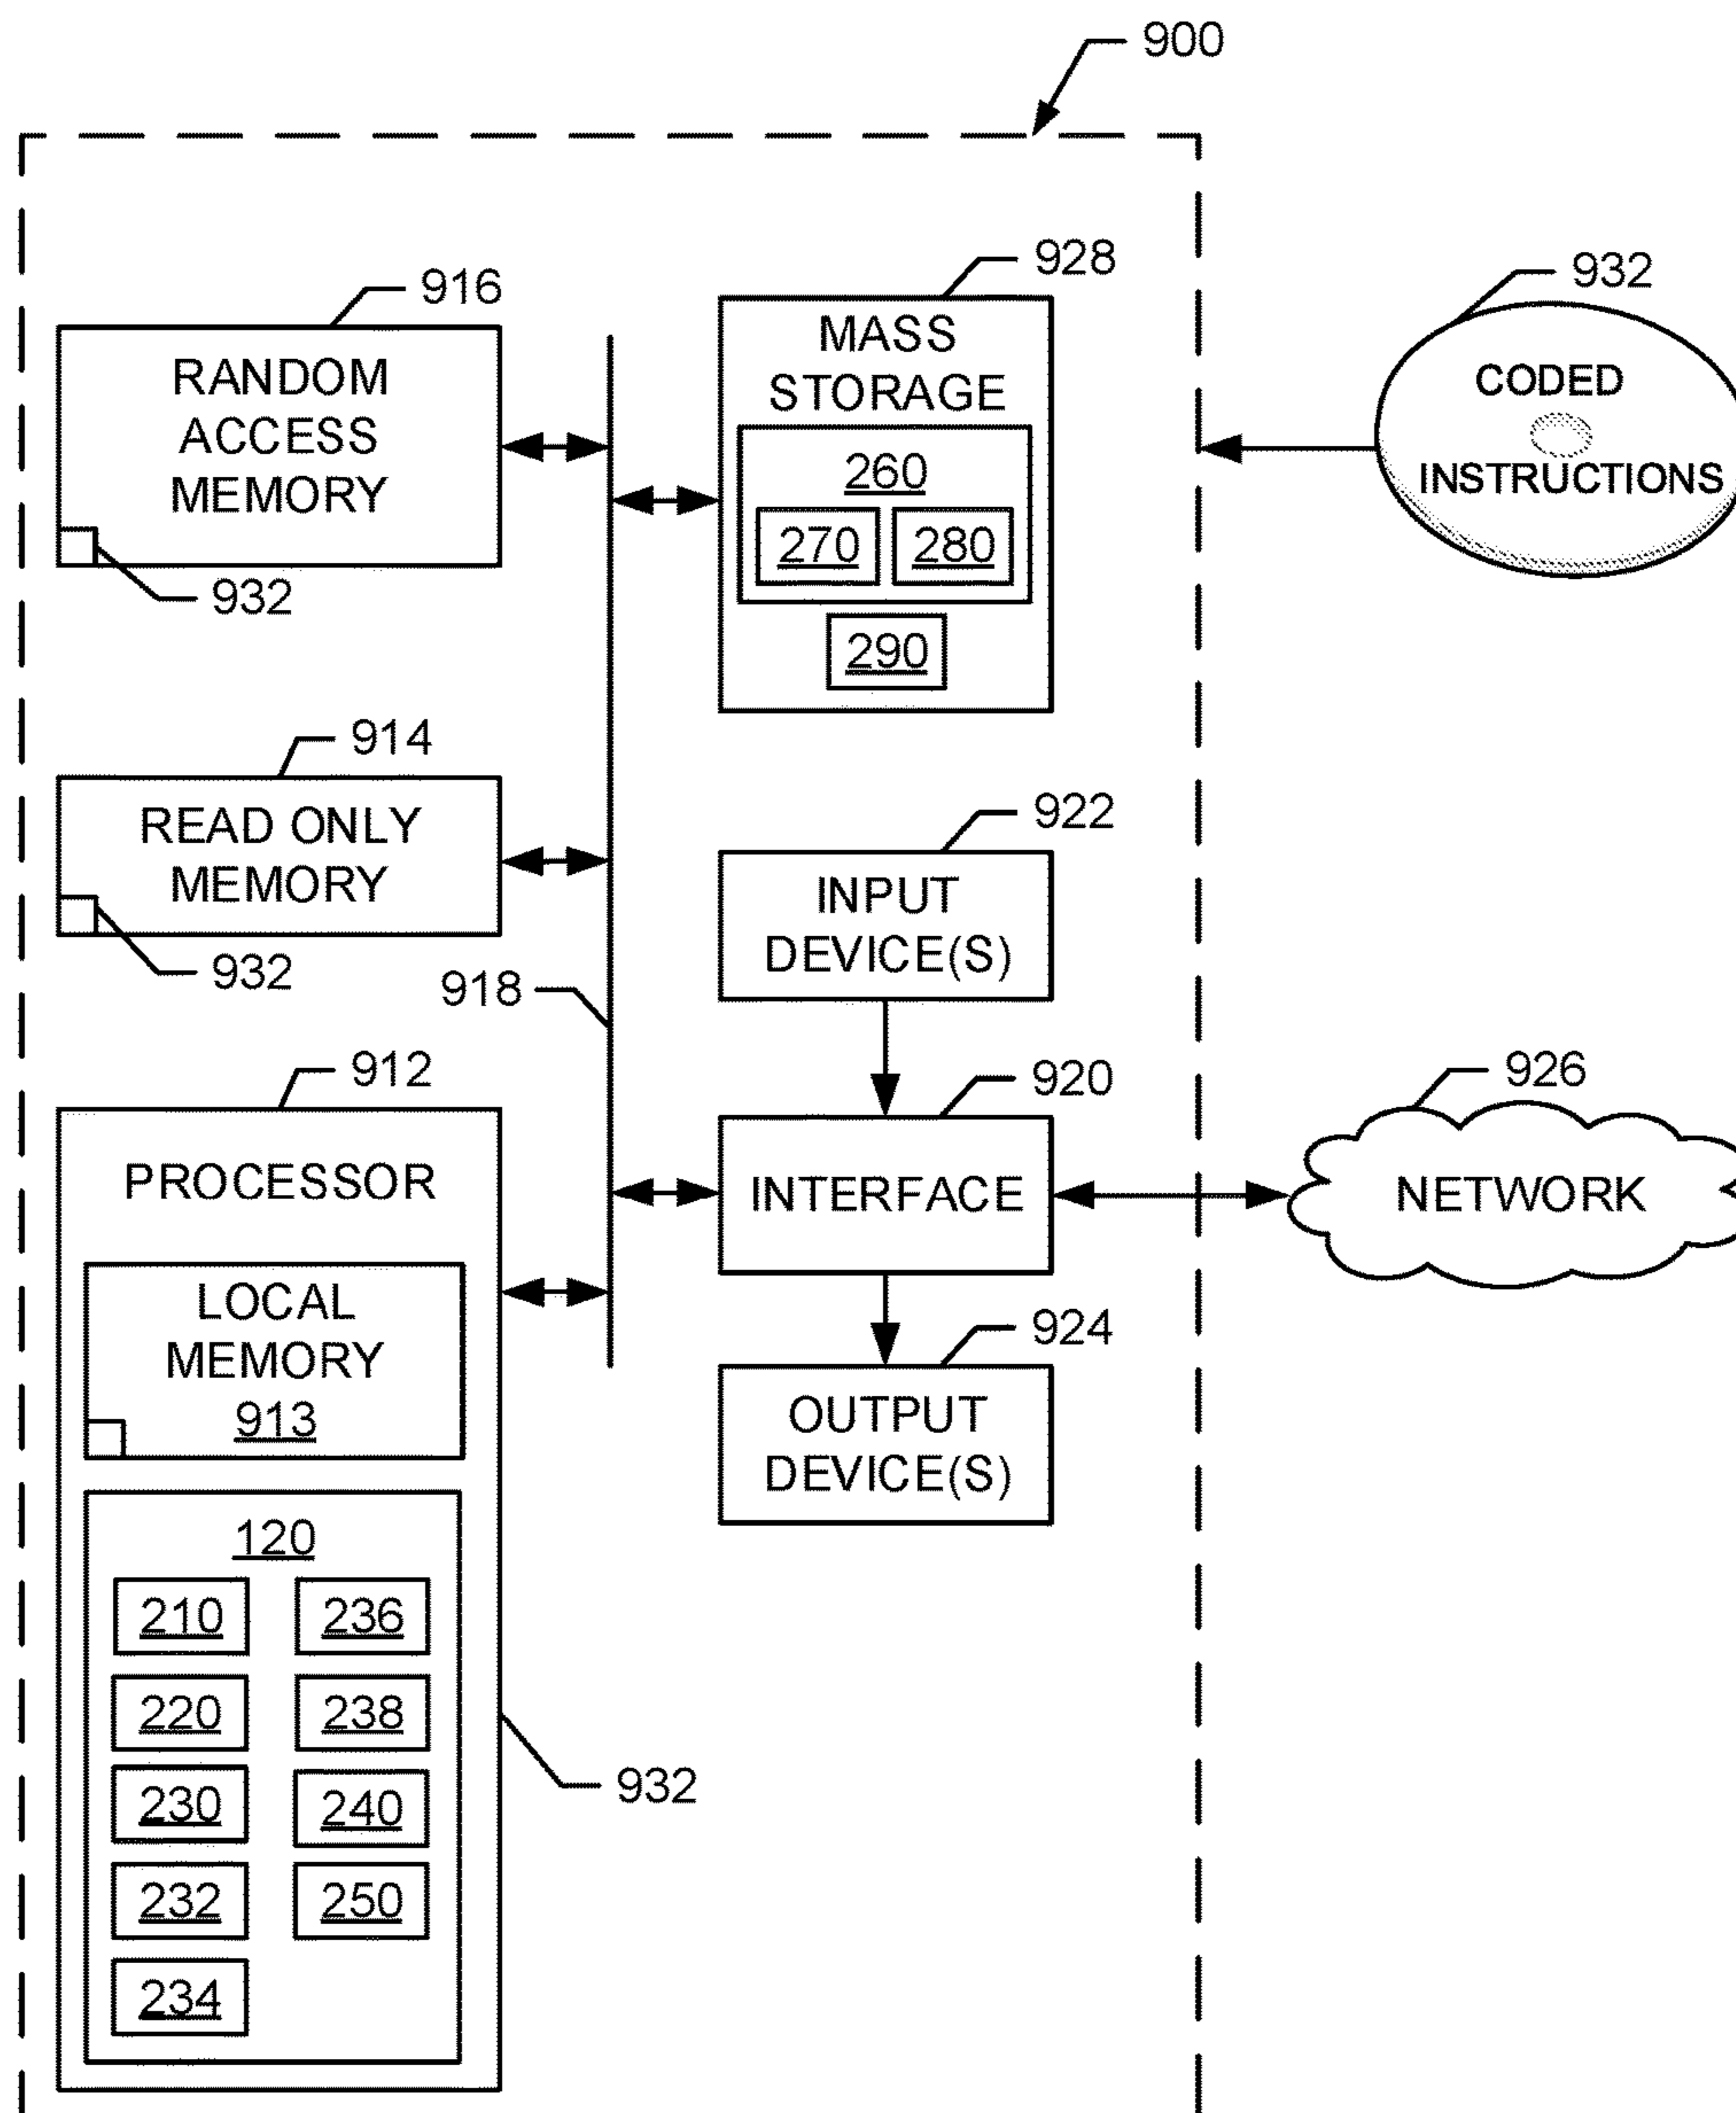 900
916
RANDOM
ACCESS
MEMORY
932
928
MASS
STORAGE
260
270 280
290
932
CODED
INSTRUCTIONS
914
READ ONLY
MEMORY
932
918
922
INPUT
DEVICE(S)
920
INTERFACE
926
NETWORK
924
OUTPUT
DEVICE(S)
912
PROCESSOR
LOCAL
MEMORY
913
120
210 236
220 238
230 240
232 250
234
932